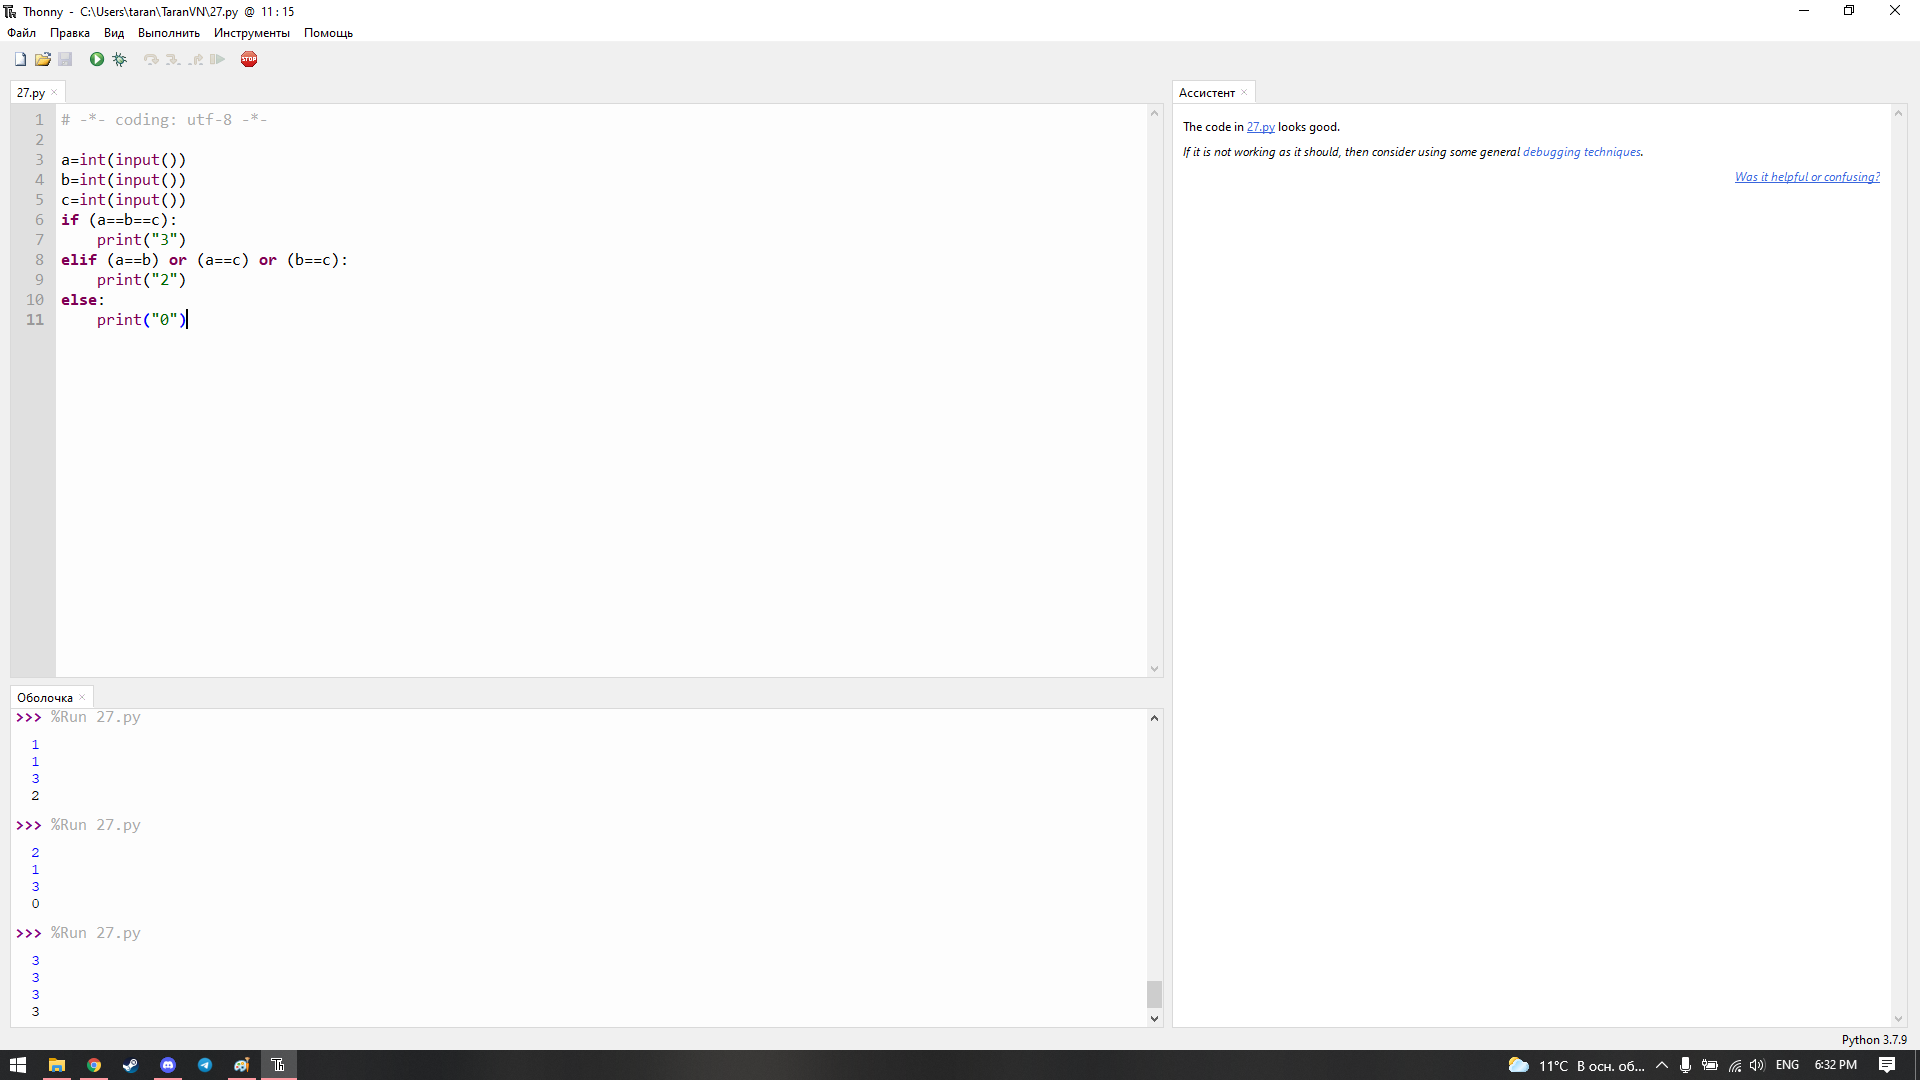 Thonny - C:\Users\taran\TaranVN\27.py @ 11 : 15
Файл Правка Вид Выполнить Инструменты Помощь
STOP
27.py
1 # -*- coding: utf-8 -*-
2
3 a=int(input())
4 b=int(input())
5 c=int(input())
6 if (a==b==c):
7 print("3")
8 elif (a==b) or (a==c) or (b==c):
9 print("2")
10 else:
11 print("0")
Оболочка
>>> %Run 27.py
1
1
3
2
>>> %Run 27.py
2
1
3
0
>>> %Run 27.py
3
3
3
3
Ассистент
The code in 27.py looks good.
If it is not working as it should, then consider using some general debugging techniques.
Was it helpful or confusing?
Python 3.7.9
Th 11°C В осн. об... ENG 6:32 PM